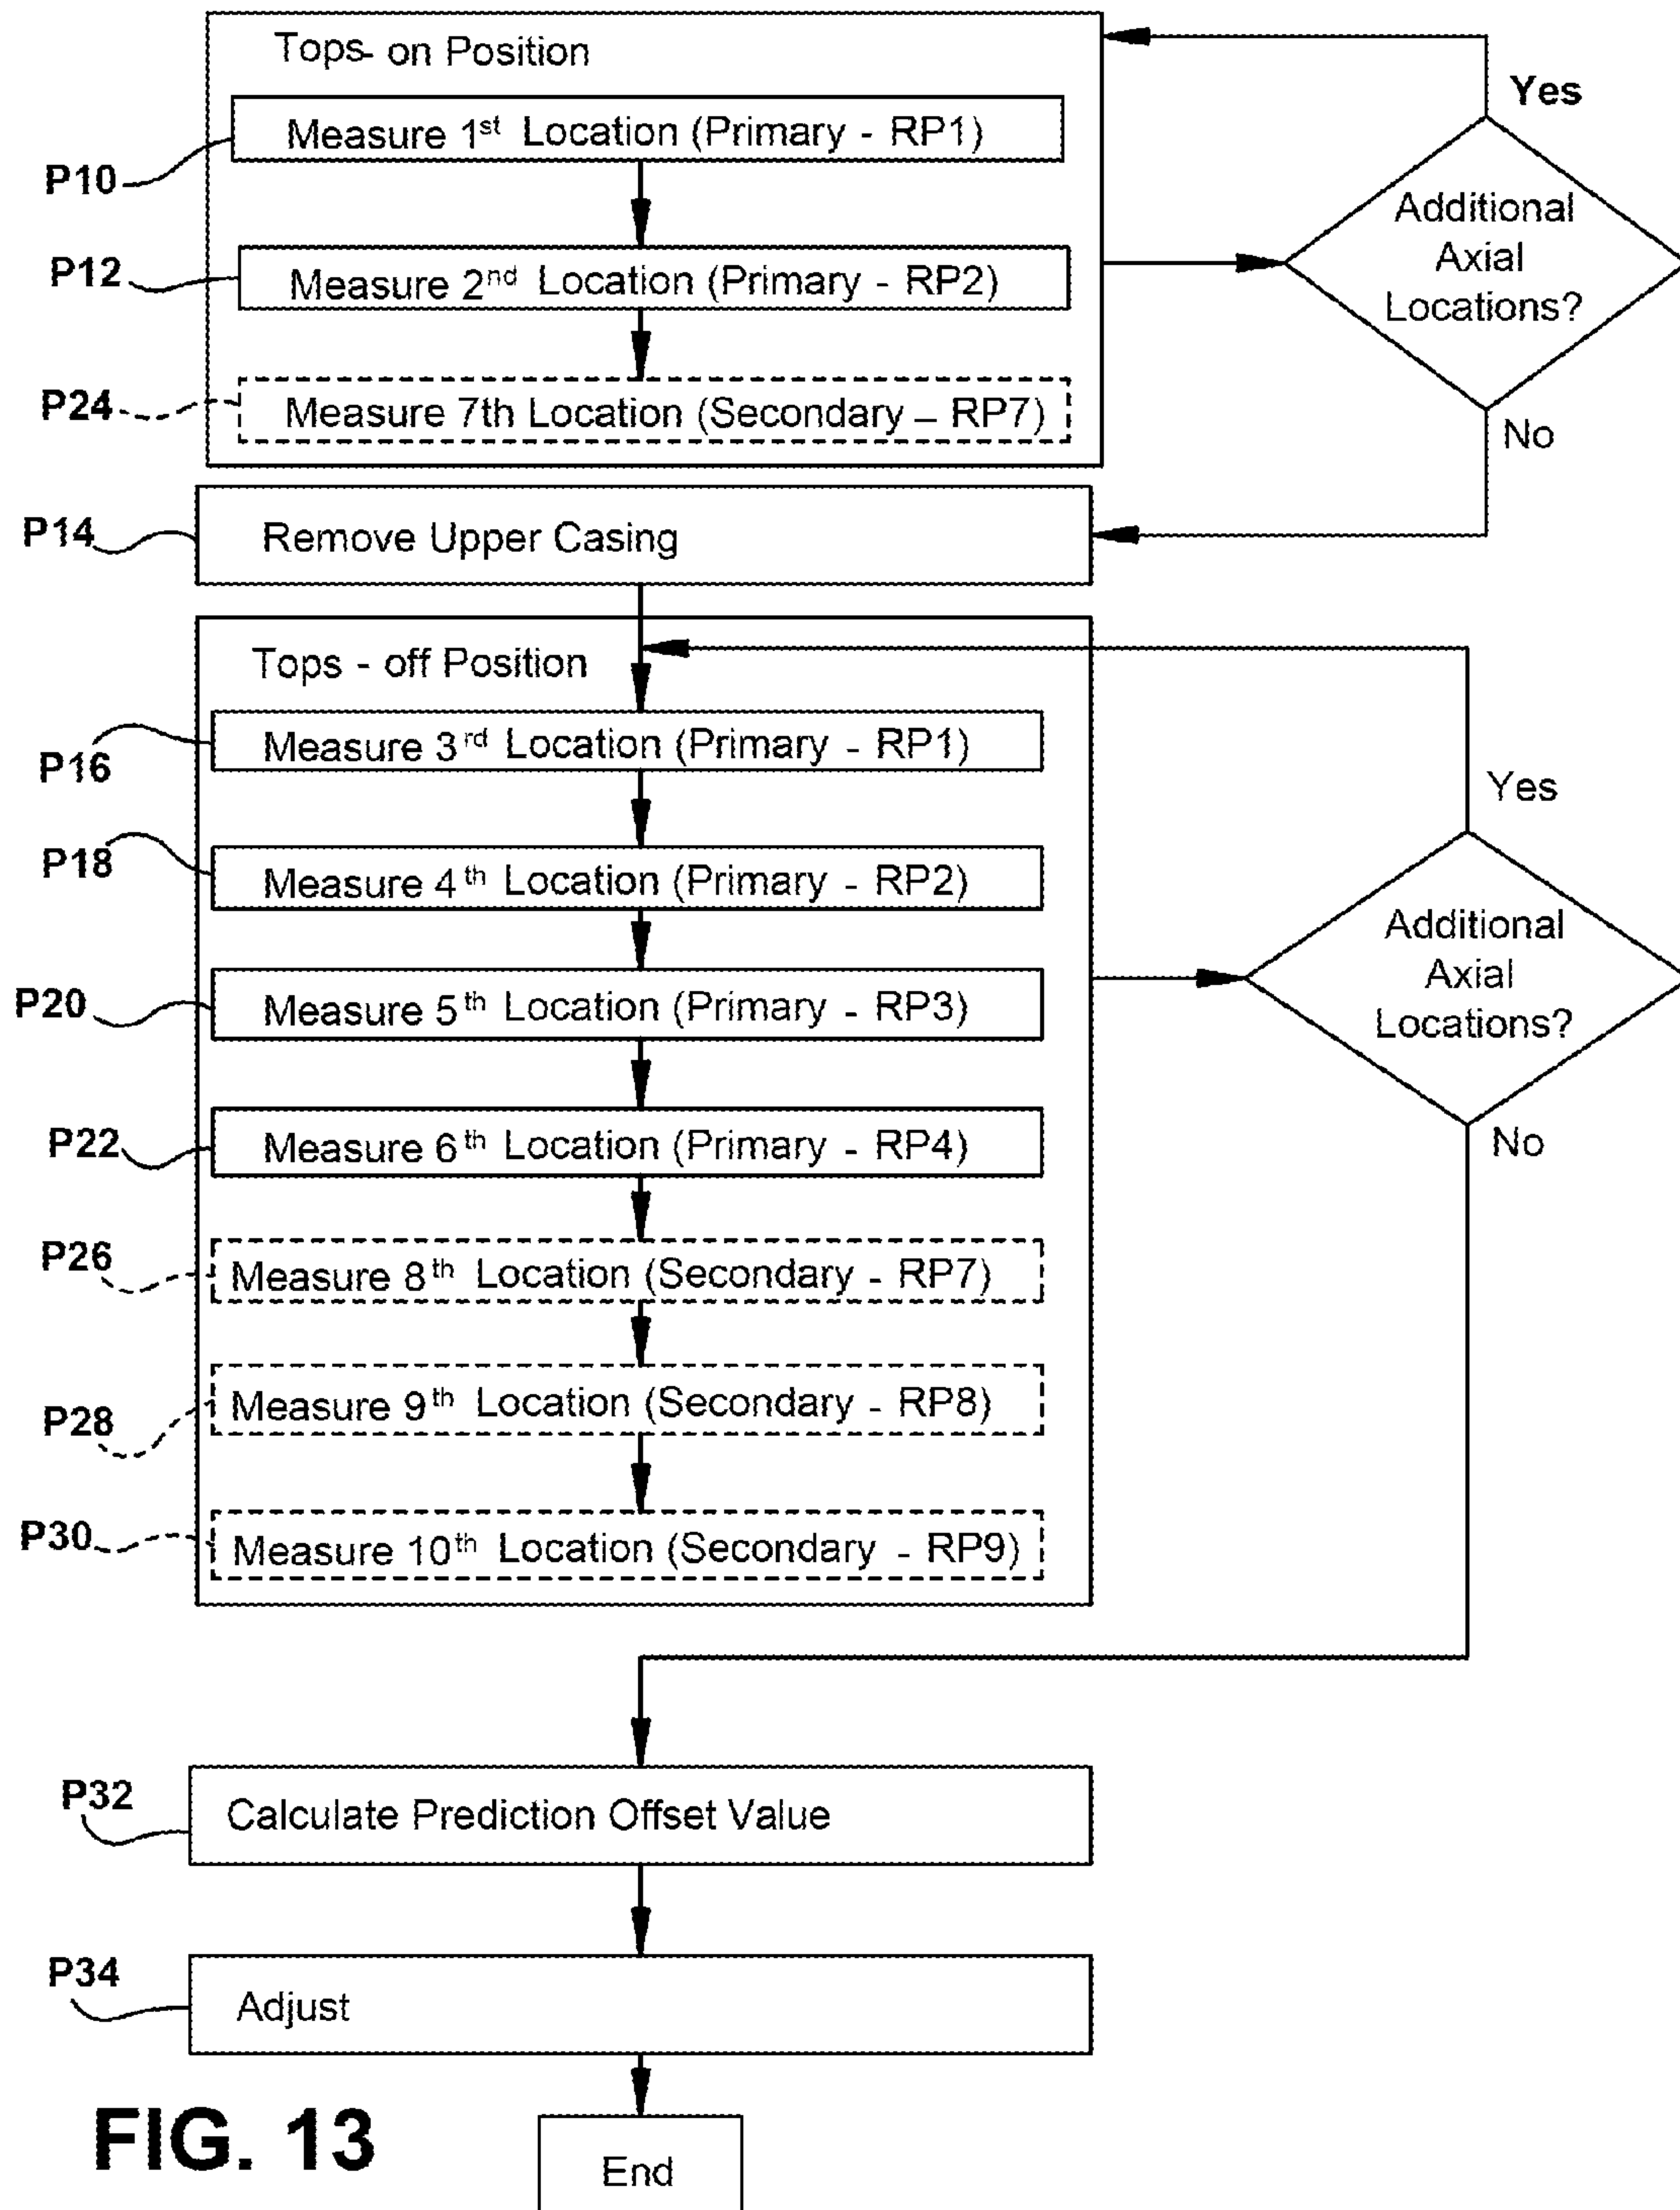 Tops- on Position
Yes
Measure 1st Location (Primary - RP1)
P10
Additional
Axial
Locations?
P12
Measure 2nd Location (Primary - RP2)
P24
Measure 7th Location (Secondary – RP7)
No
P14
Remove Upper Casing
Tops - off Position
Measure 3rd Location (Primary - RP1)
P16
Yes
P18
Measure 4th Location (Primary - RP2)
Additional
Axial
Locations?
P20
Measure 5th Location (Primary - RP3)
P22
Measure 6th Location (Primary - RP4)
No
P26
Measure 8th Location (Secondary - RP7)
P28
Measure 9th Location (Secondary - RP8)
P30
Measure 10th Location (Secondary - RP9)
P32
Calculate Prediction Offset Value
P34
Adjust
FIG. 13
End